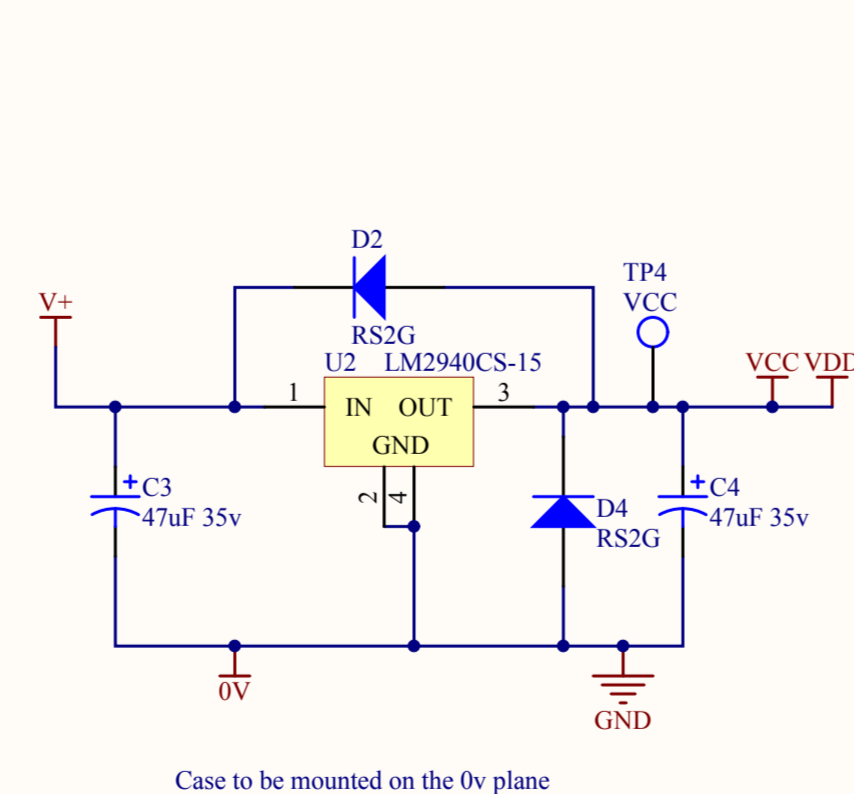 D2
RS2G
TP4
VCC
V+
U2 LM2940CS-15
VCC VDD
1 IN OUT 3
GND
2 4
+ C3
47uF 35v
D4
RS2G
+ C4
47uF 35v
0V
GND
Case to be mounted on the 0v plane